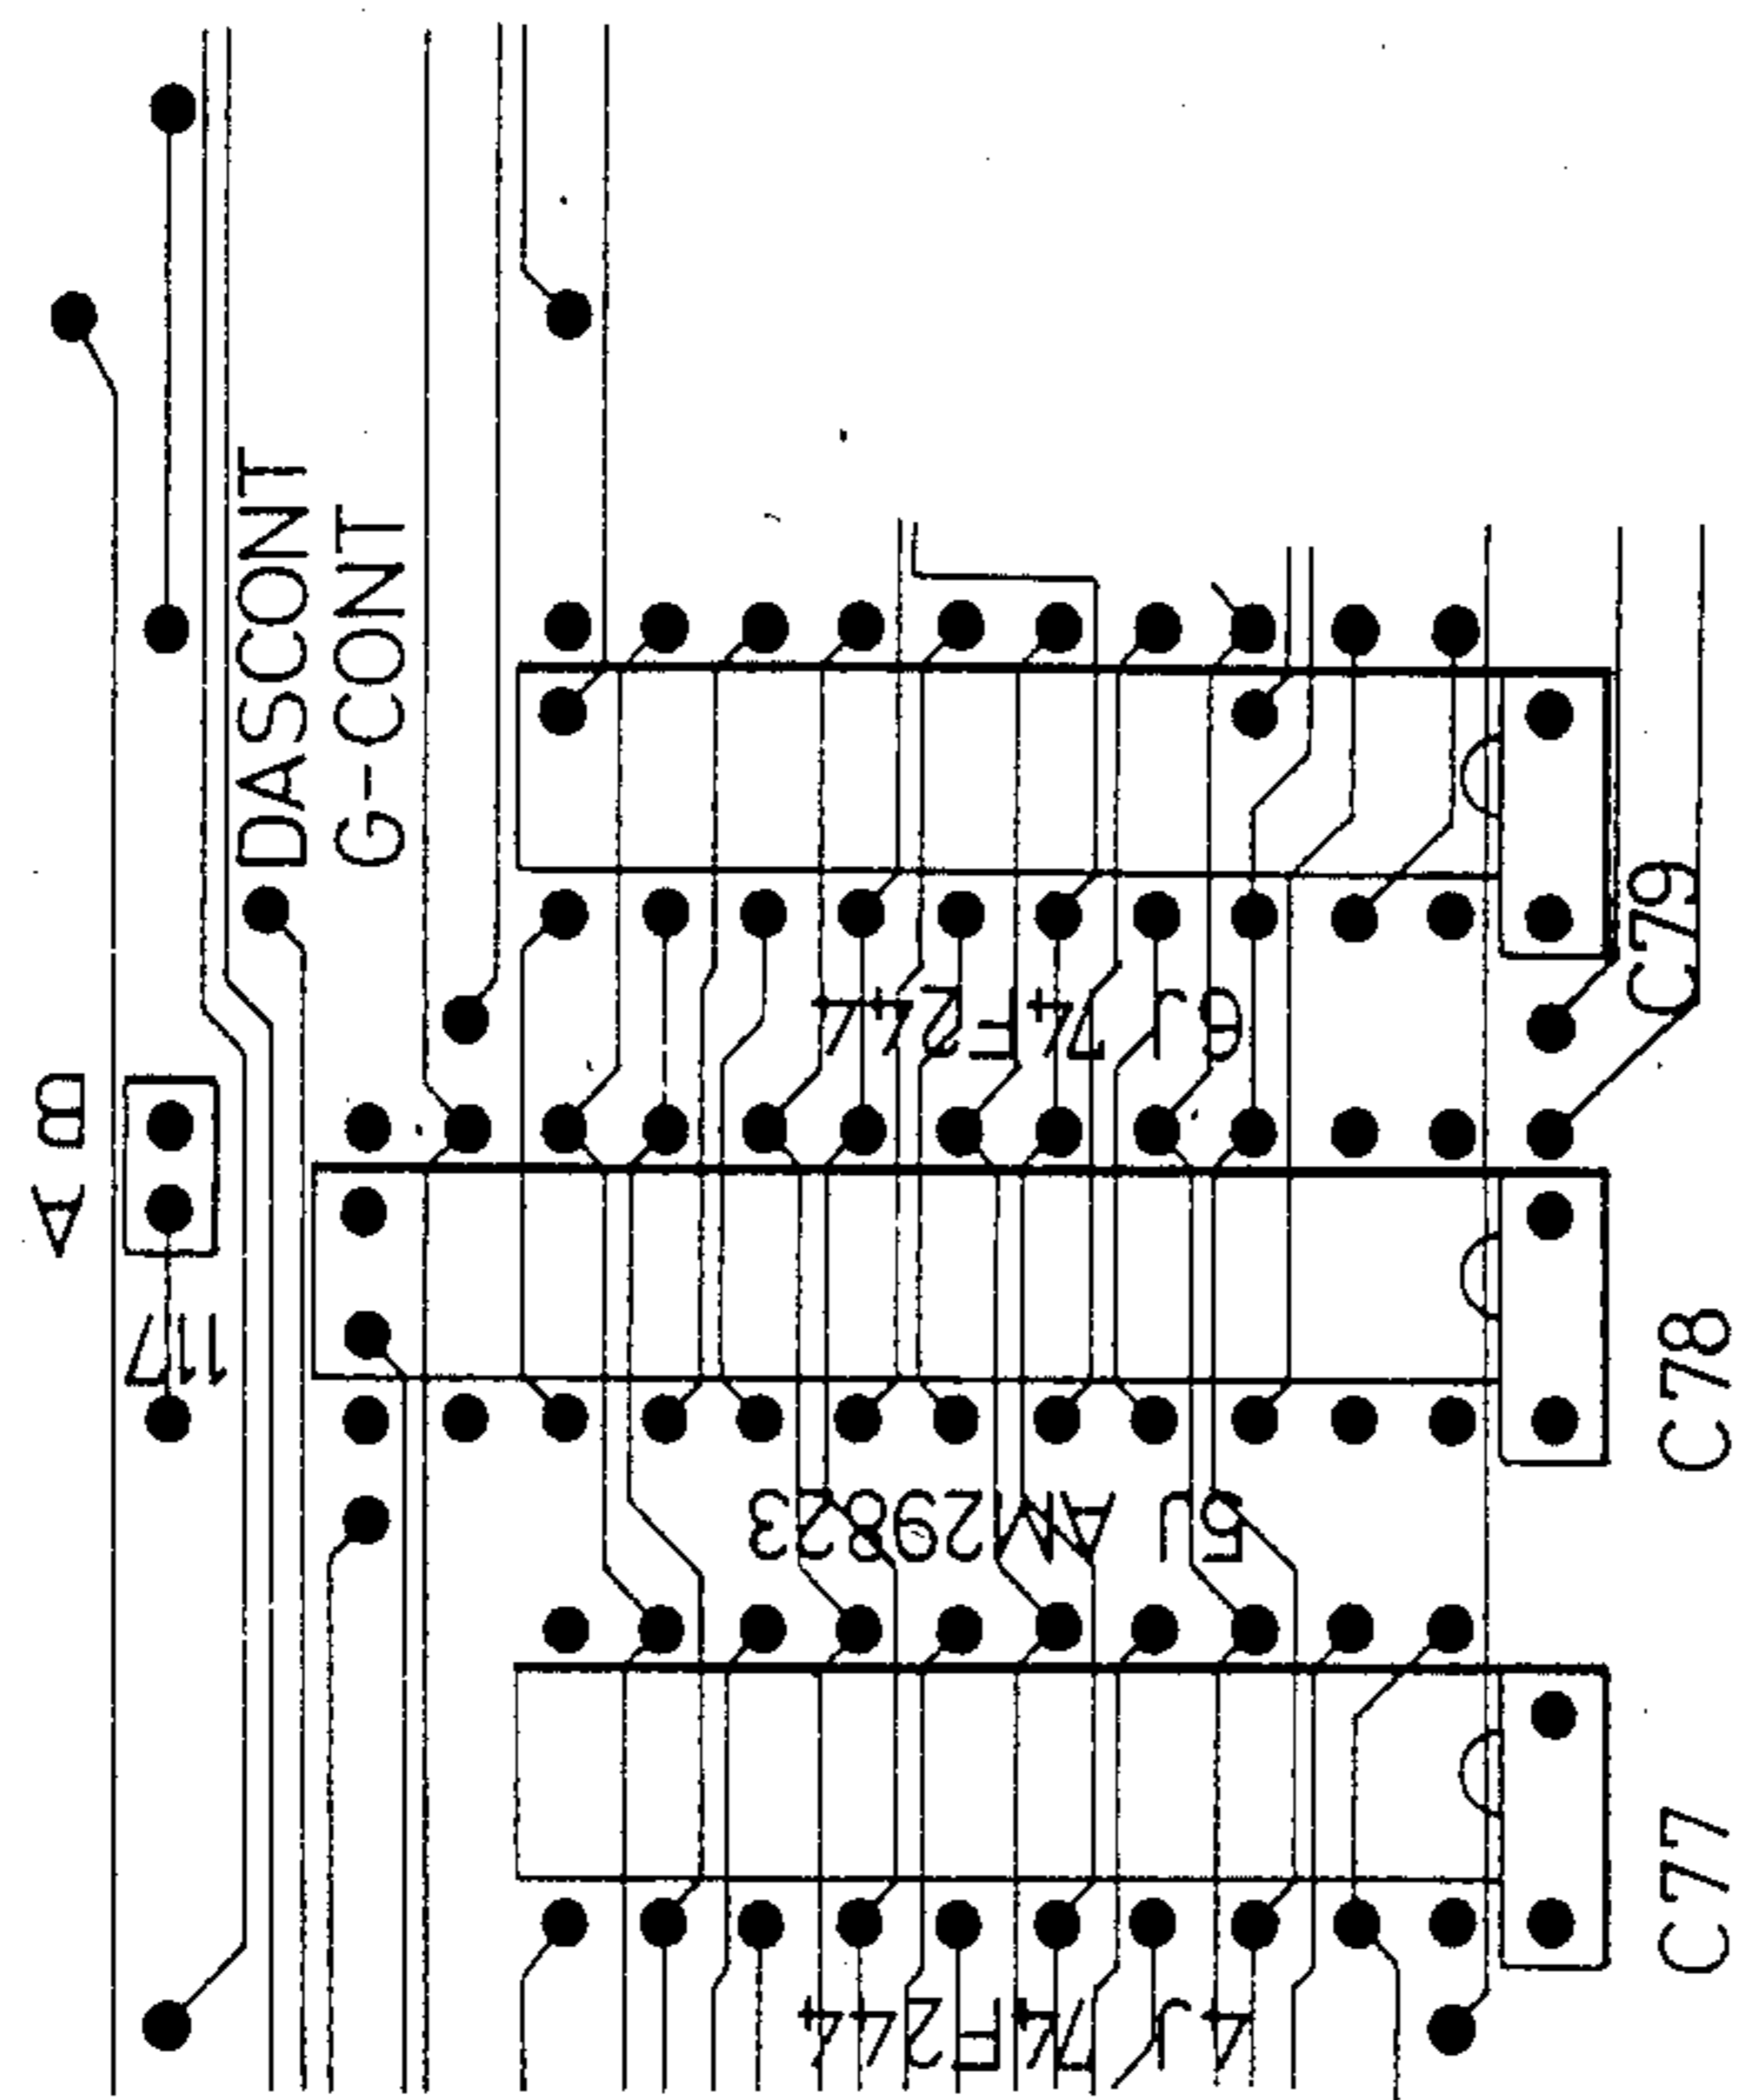 DASCONT
G-CONT
C79
6J 74F244
A B
117
C78
5J AM29823
C77
4J 74F244